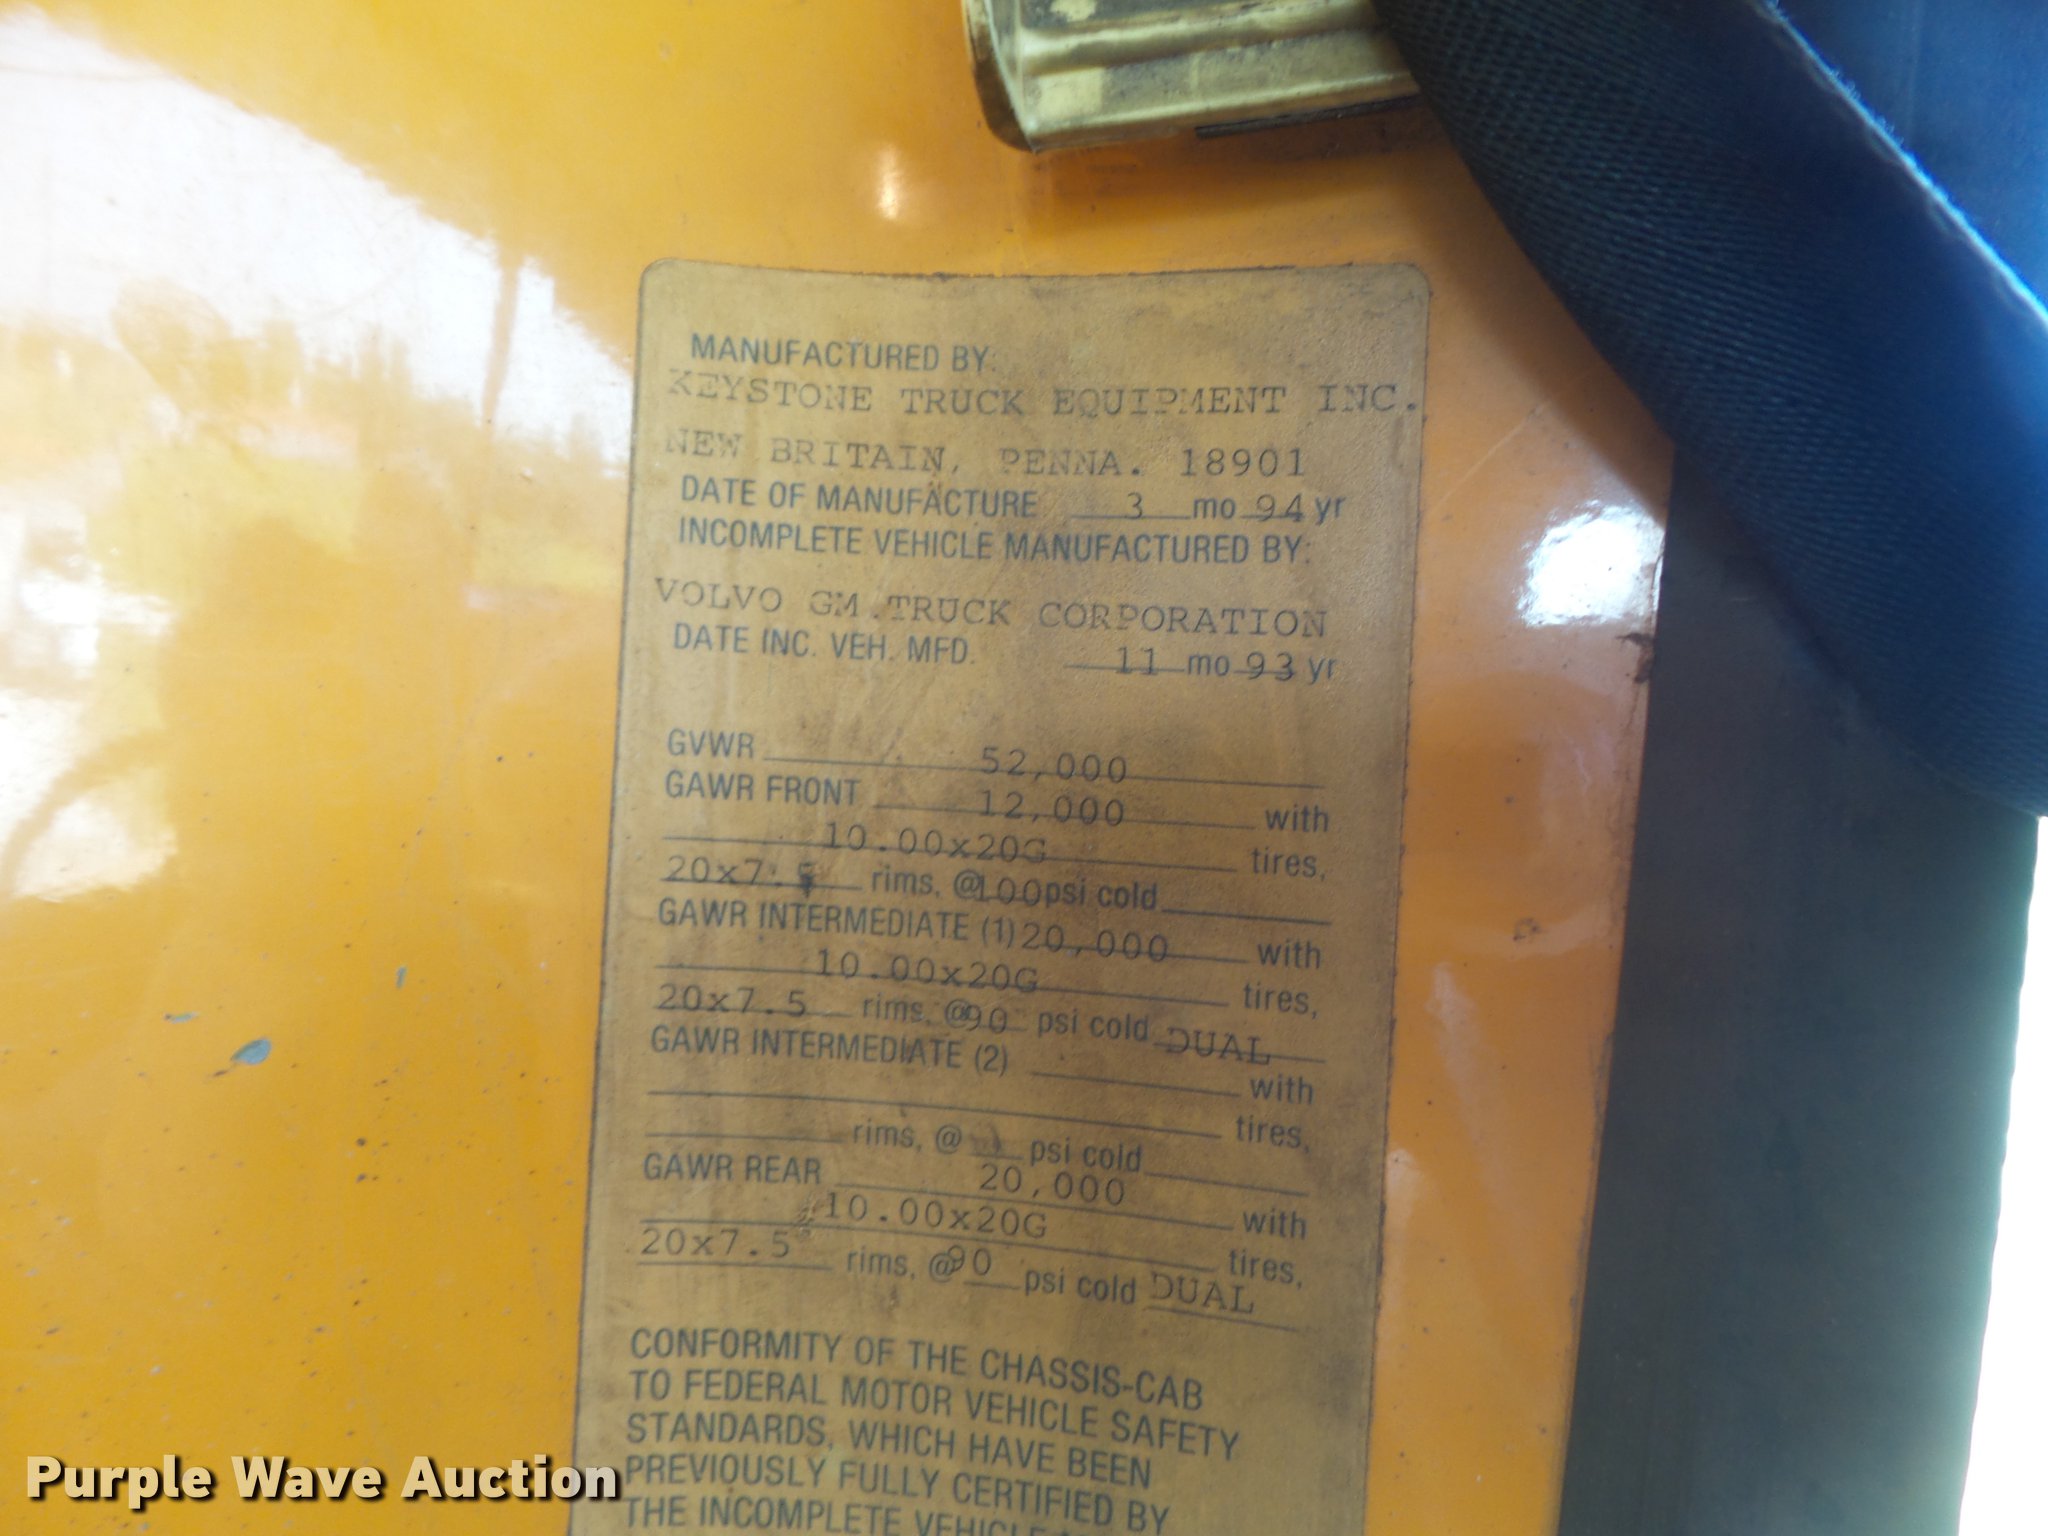 MANUFACTURED BY:
KEYSTONE TRUCK EQUIPMENT INC.
NEW BRITAIN, PENNA. 18901
DATE OF MANUFACTURE 3 mo 94 yr
INCOMPLETE VEHICLE MANUFACTURED BY:
VOLVO GM.TRUCK CORPORATION
DATE INC. VEH. MFD. 11 mo 93 yr
GVWR 52,000
GAWR FRONT 12,000 with
10.00x20G tires,
20x7.5 rims, @100psi cold
GAWR INTERMEDIATE (1) 20,000 with
10.00x20G tires,
20x7.5 rims, @90 psi cold DUAL
GAWR INTERMEDIATE (2) with
tires,
rims, @ psi cold
GAWR REAR 20,000 with
10.00x20G tires,
20x7.5 rims, @90 psi cold DUAL
CONFORMITY OF THE CHASSIS-CAB
TO FEDERAL MOTOR VEHICLE SAFETY
STANDARDS, WHICH HAVE BEEN
PREVIOUSLY FULLY CERTIFIED BY
THE INCOMPLETE VEHICLE
Purple Wave Auction